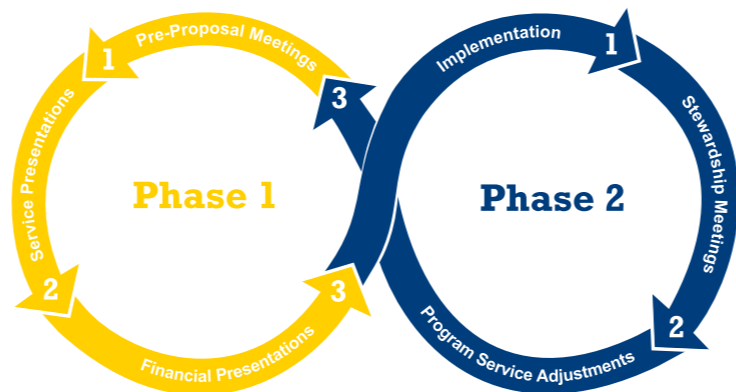 Pre-Proposal Meetings
1
Service Presentations
2
Financial Presentations
3
Phase 1
Implementation
1
Stewardship Meetings
2
Program Service Adjustments
3
Phase 2